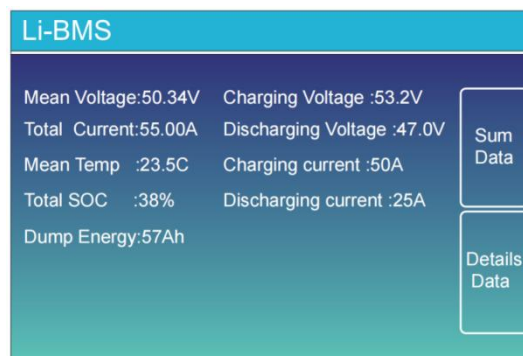 Li-BMS
Mean Voltage:50.34V
Total Current:55.00A
Mean Temp :23.5C
Total SOC :38%
Dump Energy:57Ah
Charging Voltage :53.2V
Discharging Voltage :47.0V
Charging current :50A
Discharging current :25A
Sum
Data
Details
Data